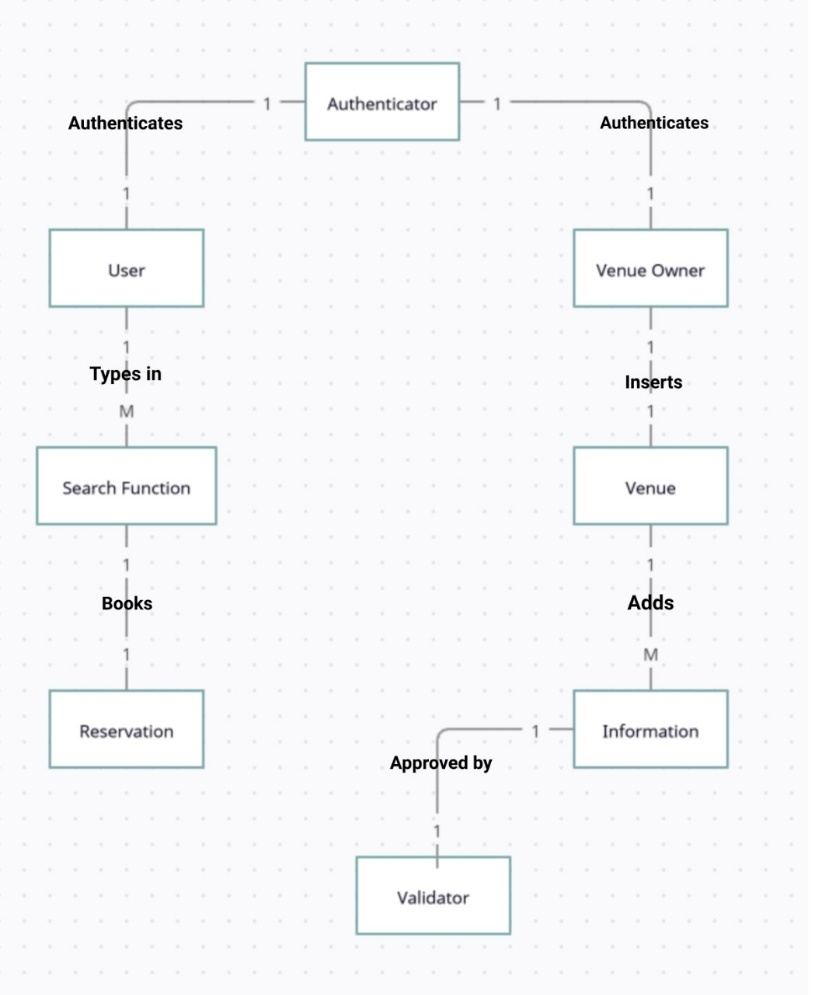 1
Authenticator
1
Authenticates
Authenticates
1
1
User
Venue Owner
1
1
Types in
Inserts
M
1
Search Function
Venue
1
1
Books
Adds
1
M
Reservation
Information
1
Approved by
1
Validator